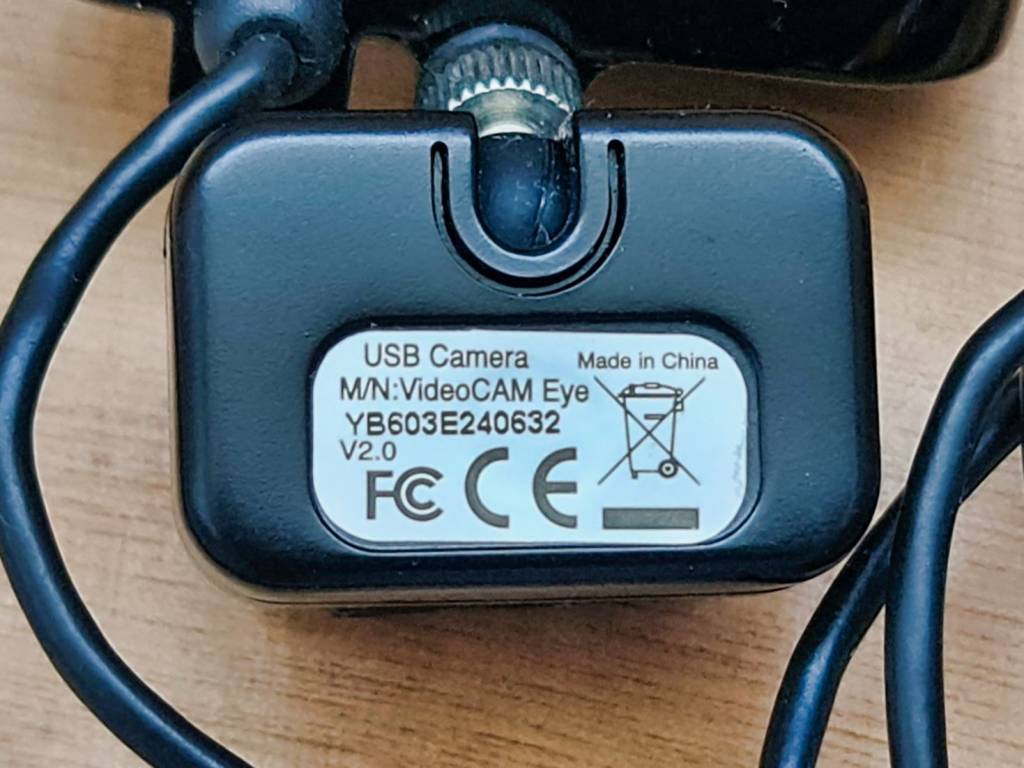 USB Camera
Made in China
M/N:VideoCAM Eye
YB603E240632
V2.0
FC CE